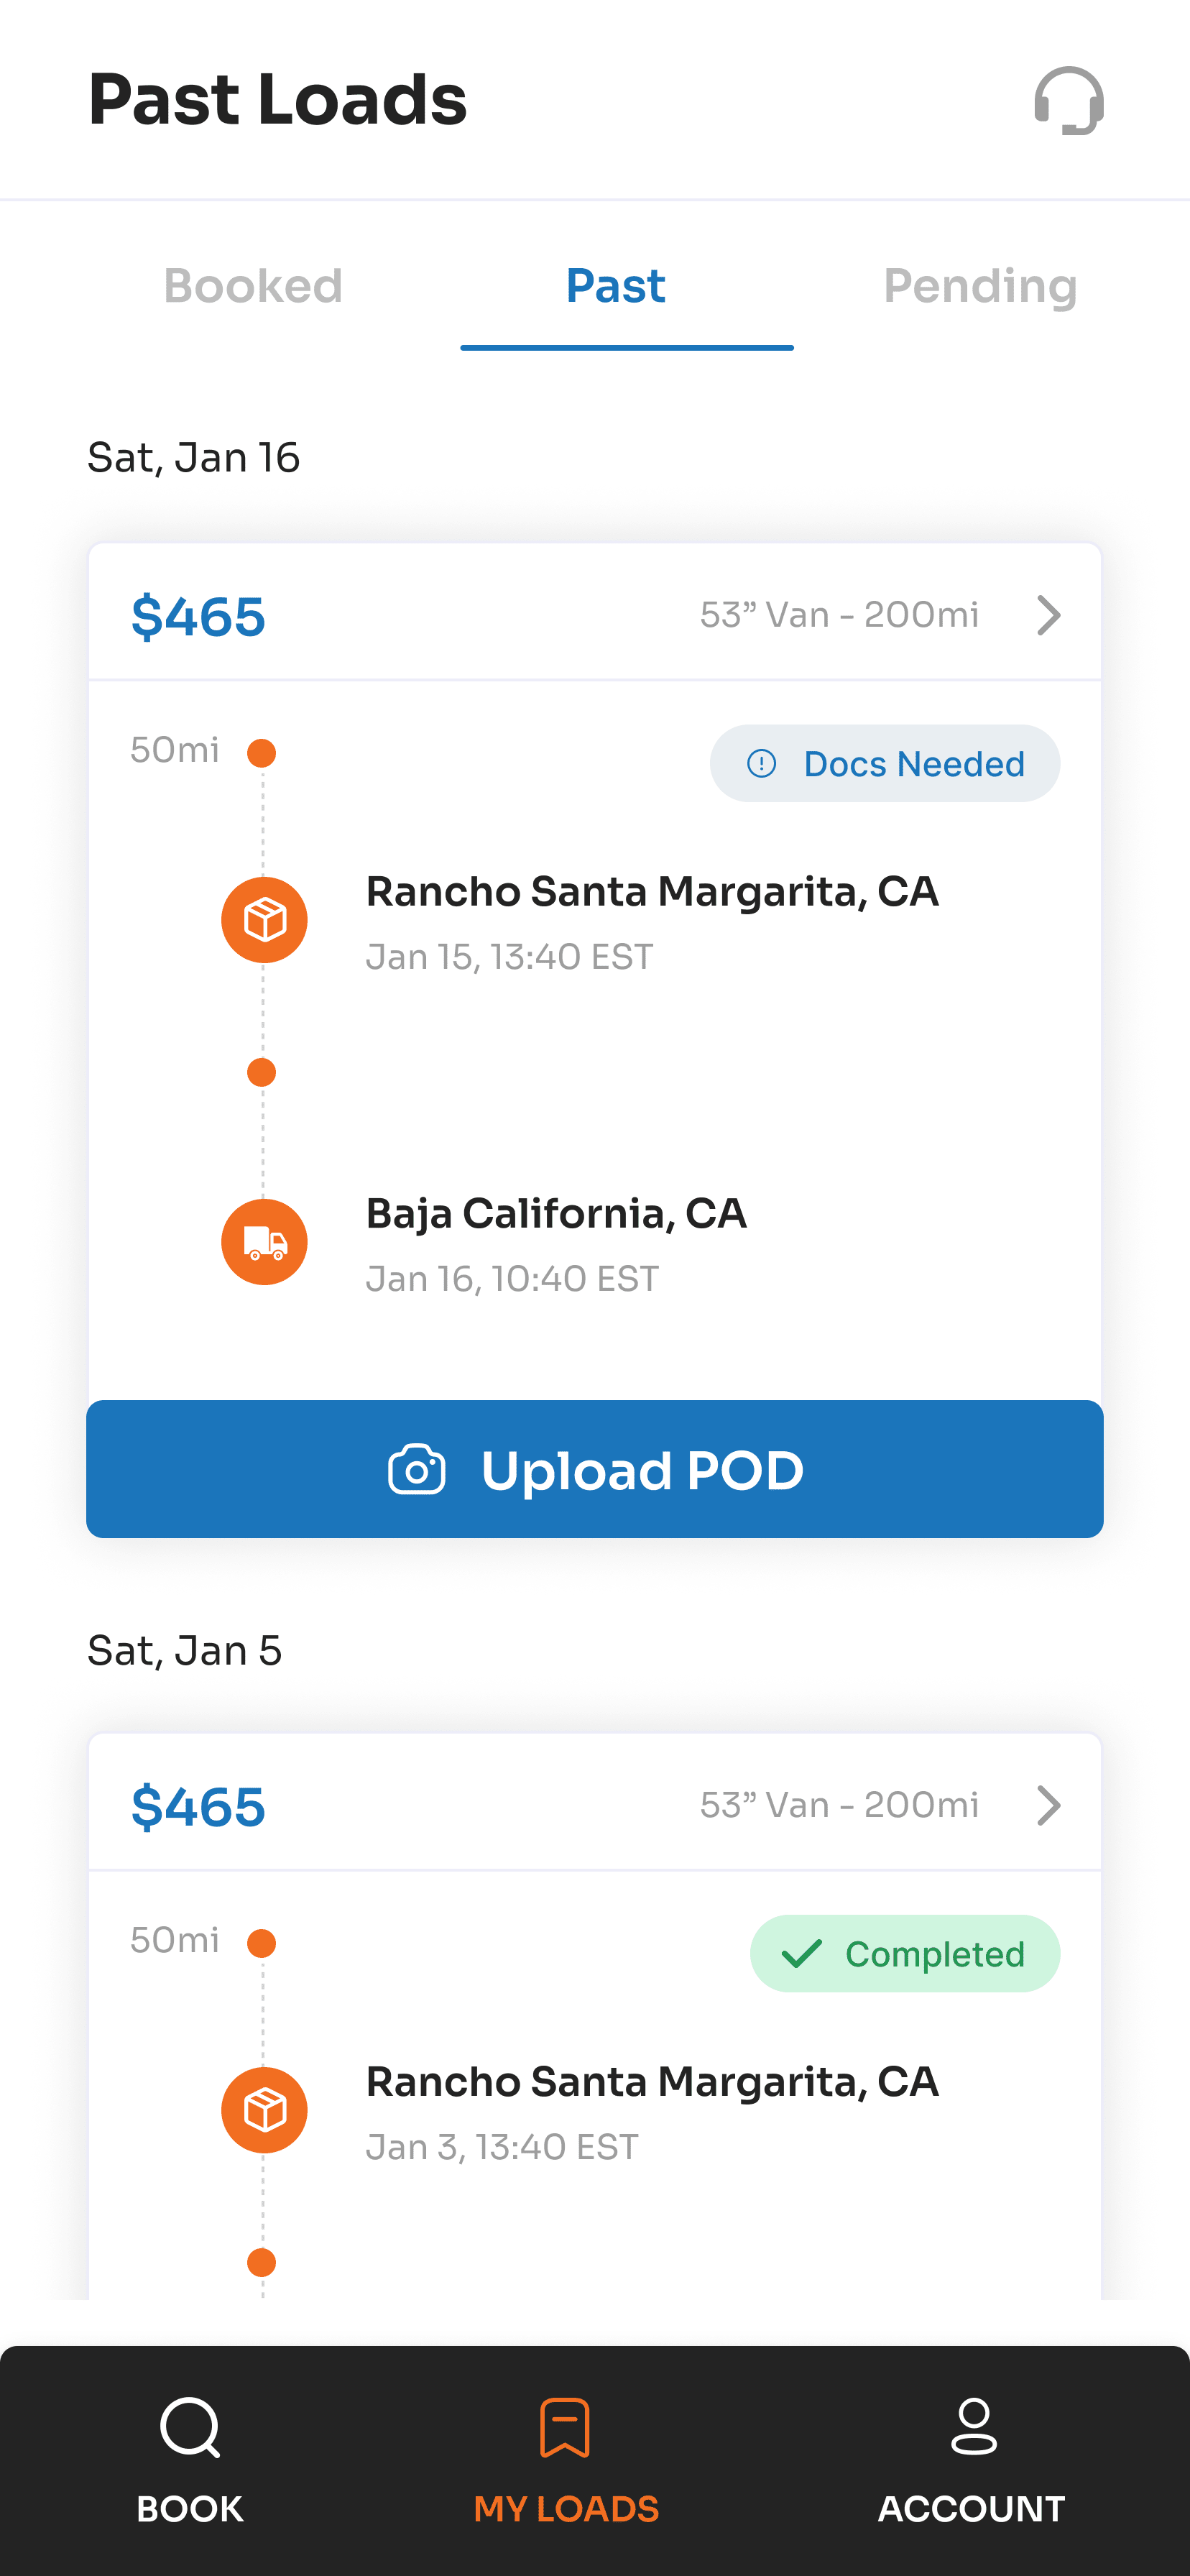 Past Loads
Booked Past Pending
Sat, Jan 16
$465 53” Van - 200mi
50mi Docs Needed
Rancho Santa Margarita, CA
Jan 15, 13:40 EST
Baja California, CA
Jan 16, 10:40 EST
Upload POD
Sat, Jan 5
$465 53” Van - 200mi
50mi Completed
Rancho Santa Margarita, CA
Jan 3, 13:40 EST
BOOK MY LOADS ACCOUNT